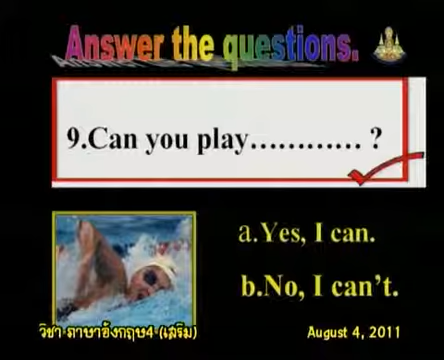 Answer the questions.
9.Can you play………… ?
a.Yes, I can.
b.No, I can’t.
วิชา ภาษาอังกฤษ4 (เสริม)
August 4, 2011